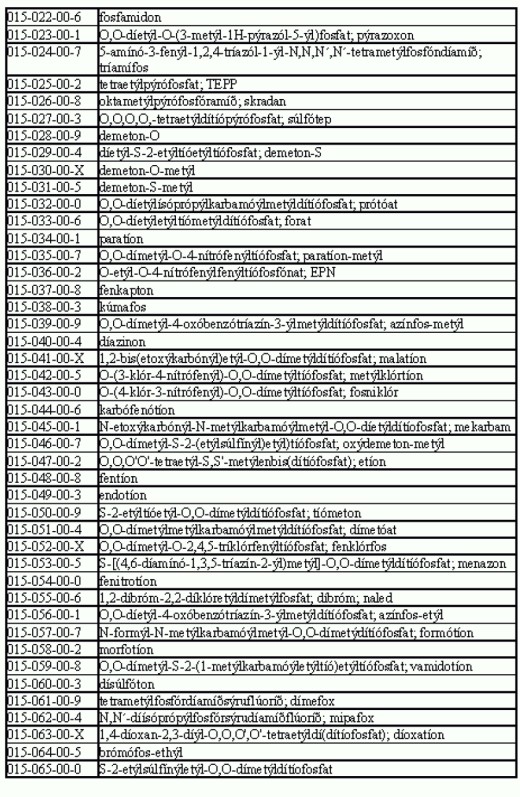 015-022-00-6 fosfamidon
015-023-00-1 O,O-díetýl-O-(3-metýl-1H-pýrazól-5-ýl)fosfat; pýrazoxon
015-024-00-7 5-amínó-3-fenýl-1,2,4-tríazól-1-ýl-N,N,N´,N´-tetrametýlfosfóndíamíð;
tríamífos
015-025-00-2 tetraetýlpýrófosfat; TEPP
015-026-00-8 oktametýlpýrófosfóramíð; skradan
015-027-00-3 O,O,O,O,-tetraetýldítíópýrófosfat; súlfótep
015-028-00-9 demeton-O
015-029-00-4 díetýl-S-2-etýltíóetýltíófosfat; demeton-S
015-030-00-X demeton-O-metýl
015-031-00-5 demeton-S-metýl
015-032-00-0 O,O-díetýlísóprópýlkarbamóýlmetýldítíófosfat; prótóat
015-033-00-6 O,O-díetýletýltíómetýldítíófosfat; forat
015-034-00-1 paratíon
015-035-00-7 O,O-dímetýl-O-4-nítrófenýltíófosfat; paratíon-metýl
015-036-00-2 O-etýl-O-4-nítrófenýlfenýltíófosfónat; EPN
015-037-00-8 fenkapton
015-038-00-3 kúmafos
015-039-00-9 O,O-dímetýl-4-oxóbenzótríazín-3-ýlmetýldítíófosfat; azínfos-metýl
015-040-00-4 díazinon
015-041-00-X 1,2-bis(etoxýkarbónýl)etýl-O,O-dímetýldítíófosfat; malatíon
015-042-00-5 O-(3-klór-4-nítrófenýl)-O,O-dímetýltíófosfat; metýlklórtíon
015-043-00-0 O-(4-klór-3-nítrófenýl)-O,O-dímetýltíófosfat; fosniklór
015-044-00-6 karbófenótíon
015-045-00-1 N-etoxýkarbónýl-N-metýlkarbamóýlmetýl-O,O-díetýldítíofosfat; mekarbam
015-046-00-7 O,O-dímetýl-S-2-(etýlsúlfínýl)etýl)tíófosfat; oxýdemeton-metýl
015-047-00-2 O,O,O'O'-tetraetýl-S,S'-metýlenbis(dítíófosfat); etíon
015-048-00-8 fentíon
015-049-00-3 endotíon
015-050-00-9 S-2-etýltíóetýl-O,O-dímetýldítíófosfat; tíómeton
015-051-00-4 O,O-dímetýlmetýlkarbamóýlmetýldítíófosfat; dímetóat
015-052-00-X O,O-dímetýl-O-2,4,5-tríklórfenýltíófosfat; fenklórfos
015-053-00-5 S-[(4,6-díamínó-1,3,5-tríazín-2-ýl)metýl]-O,O-dímetýldítíófosfat; menazon
015-054-00-0 fenitrotíon
015-055-00-6 1,2-díbróm-2,2-díklóretýldímetýlfosfat; díbróm; naled
015-056-00-1 O,O-díetýl-4-oxóbenzótríazín-3-ýlmetýldítíófosfat; azínfos-etýl
015-057-00-7 N-formýl-N-metýlkarbamóýlmetýl-O,O-dímetýdítíófosfat; formótíon
015-058-00-2 morfotíon
015-059-00-8 O,O-dímetýl-S-2-(1-metýlkarbamóýletýltíó)etýltíófosfat; vamidotíon
015-060-00-3 dísúlfóton
015-061-00-9 tetrametýlfosfórdíamíðsýruflúoríð; dímefox
015-062-00-4 N,N´-díísóprópýlfosfórsýrudíamíðflúoríð; mipafox
015-063-00-X 1,4-díoxan-2,3-díýl-O,O,O',O'-tetraetýldí(dítíofosfat); díoxatíon
015-064-00-5 brómófos-ethýl
015-065-00-0 S-2-etýlsúlfínýletýl-O,O-dímetýldítíófosfat